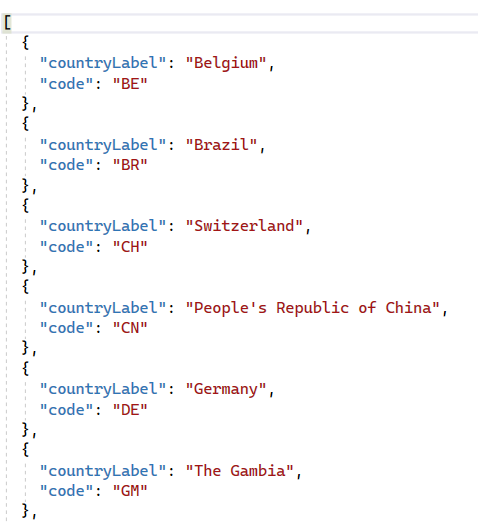 [
{
"countryLabel": "Belgium",
"code": "BE"
},
{
"countryLabel": "Brazil",
"code": "BR"
},
{
"countryLabel": "Switzerland",
"code": "CH"
},
{
"countryLabel": "People's Republic of China",
"code": "CN"
},
{
"countryLabel": "Germany",
"code": "DE"
},
{
"countryLabel": "The Gambia",
"code": "GM"
},